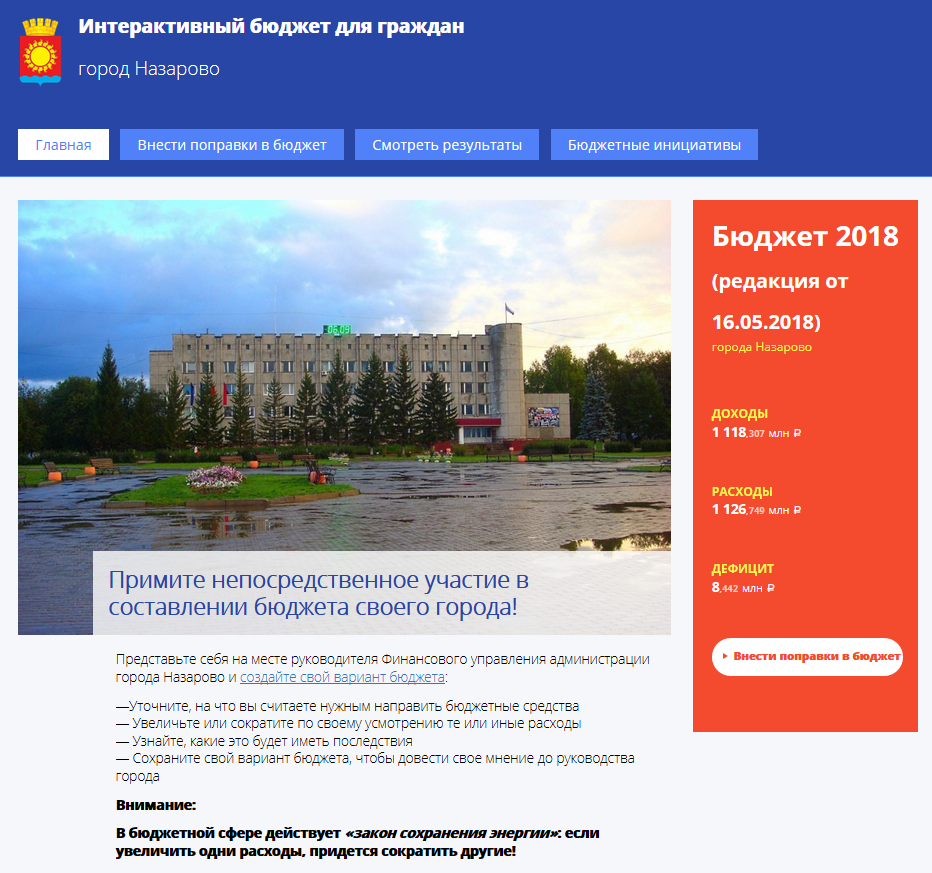 Интерактивный бюджет для граждан
город Назарово
Главная
Внести поправки в бюджет
Смотреть результаты
Бюджетные инициативы
06:09
Примите непосредственное участие в
составлении бюджета своего города!
Представьте себя на месте руководителя Финансового управления администрации
города Назарово и создайте свой вариант бюджета:
—Уточните, на что вы считаете нужным направить бюджетные средства
— Увеличьте или сократите по своему усмотрению те или иные расходы
— Узнайте, какие это будет иметь последствия
— Сохраните свой вариант бюджета, чтобы довести свое мнение до руководства
города
Внимание:
В бюджетной сфере действует «закон сохранения энергии»: если
увеличить одни расходы, придется сократить другие!
Бюджет 2018
(редакция от
16.05.2018)
города Назарово
ДОХОДЫ
1 118,307 млн ₽
РАСХОДЫ
1 126,749 млн ₽
ДЕФИЦИТ
8,442 млн ₽
Внести поправки в бюджет